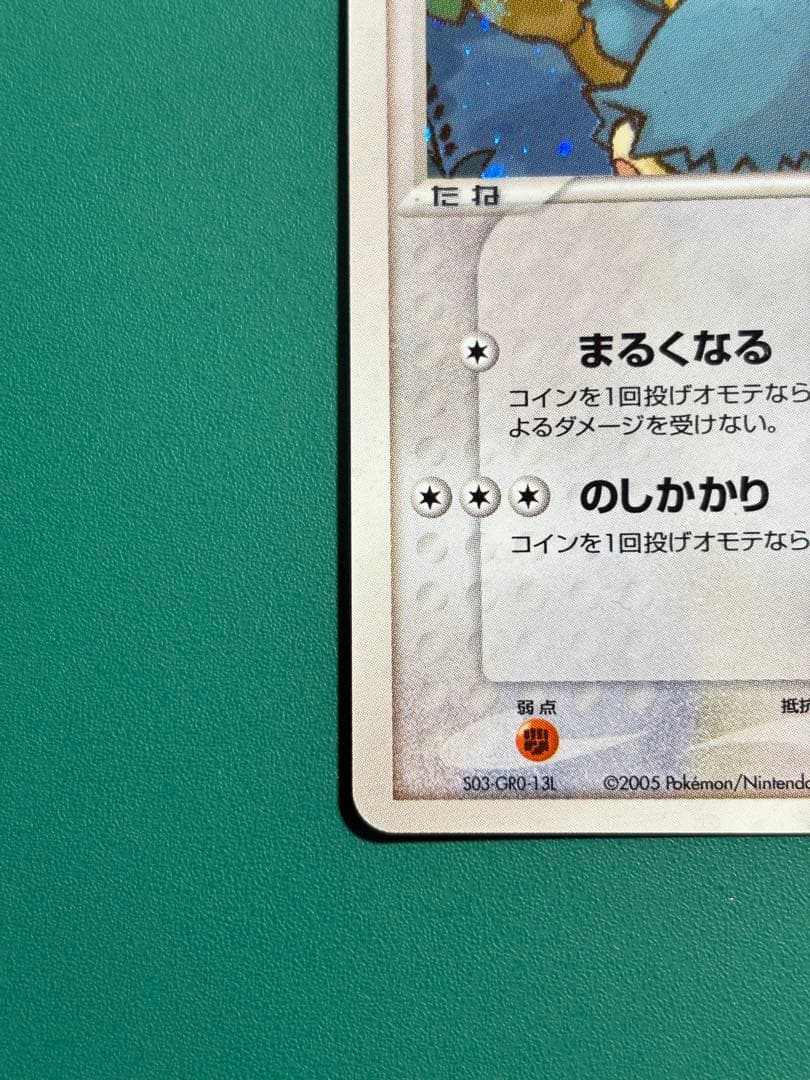 たね
まるくなる
コインを1回投げオモテなら
よるダメージを受けない。
のしかかり
コインを1回投げオモテなら
弱点
抵抗
S03-GR0-13L ©2005 Pokémon/Nintendo